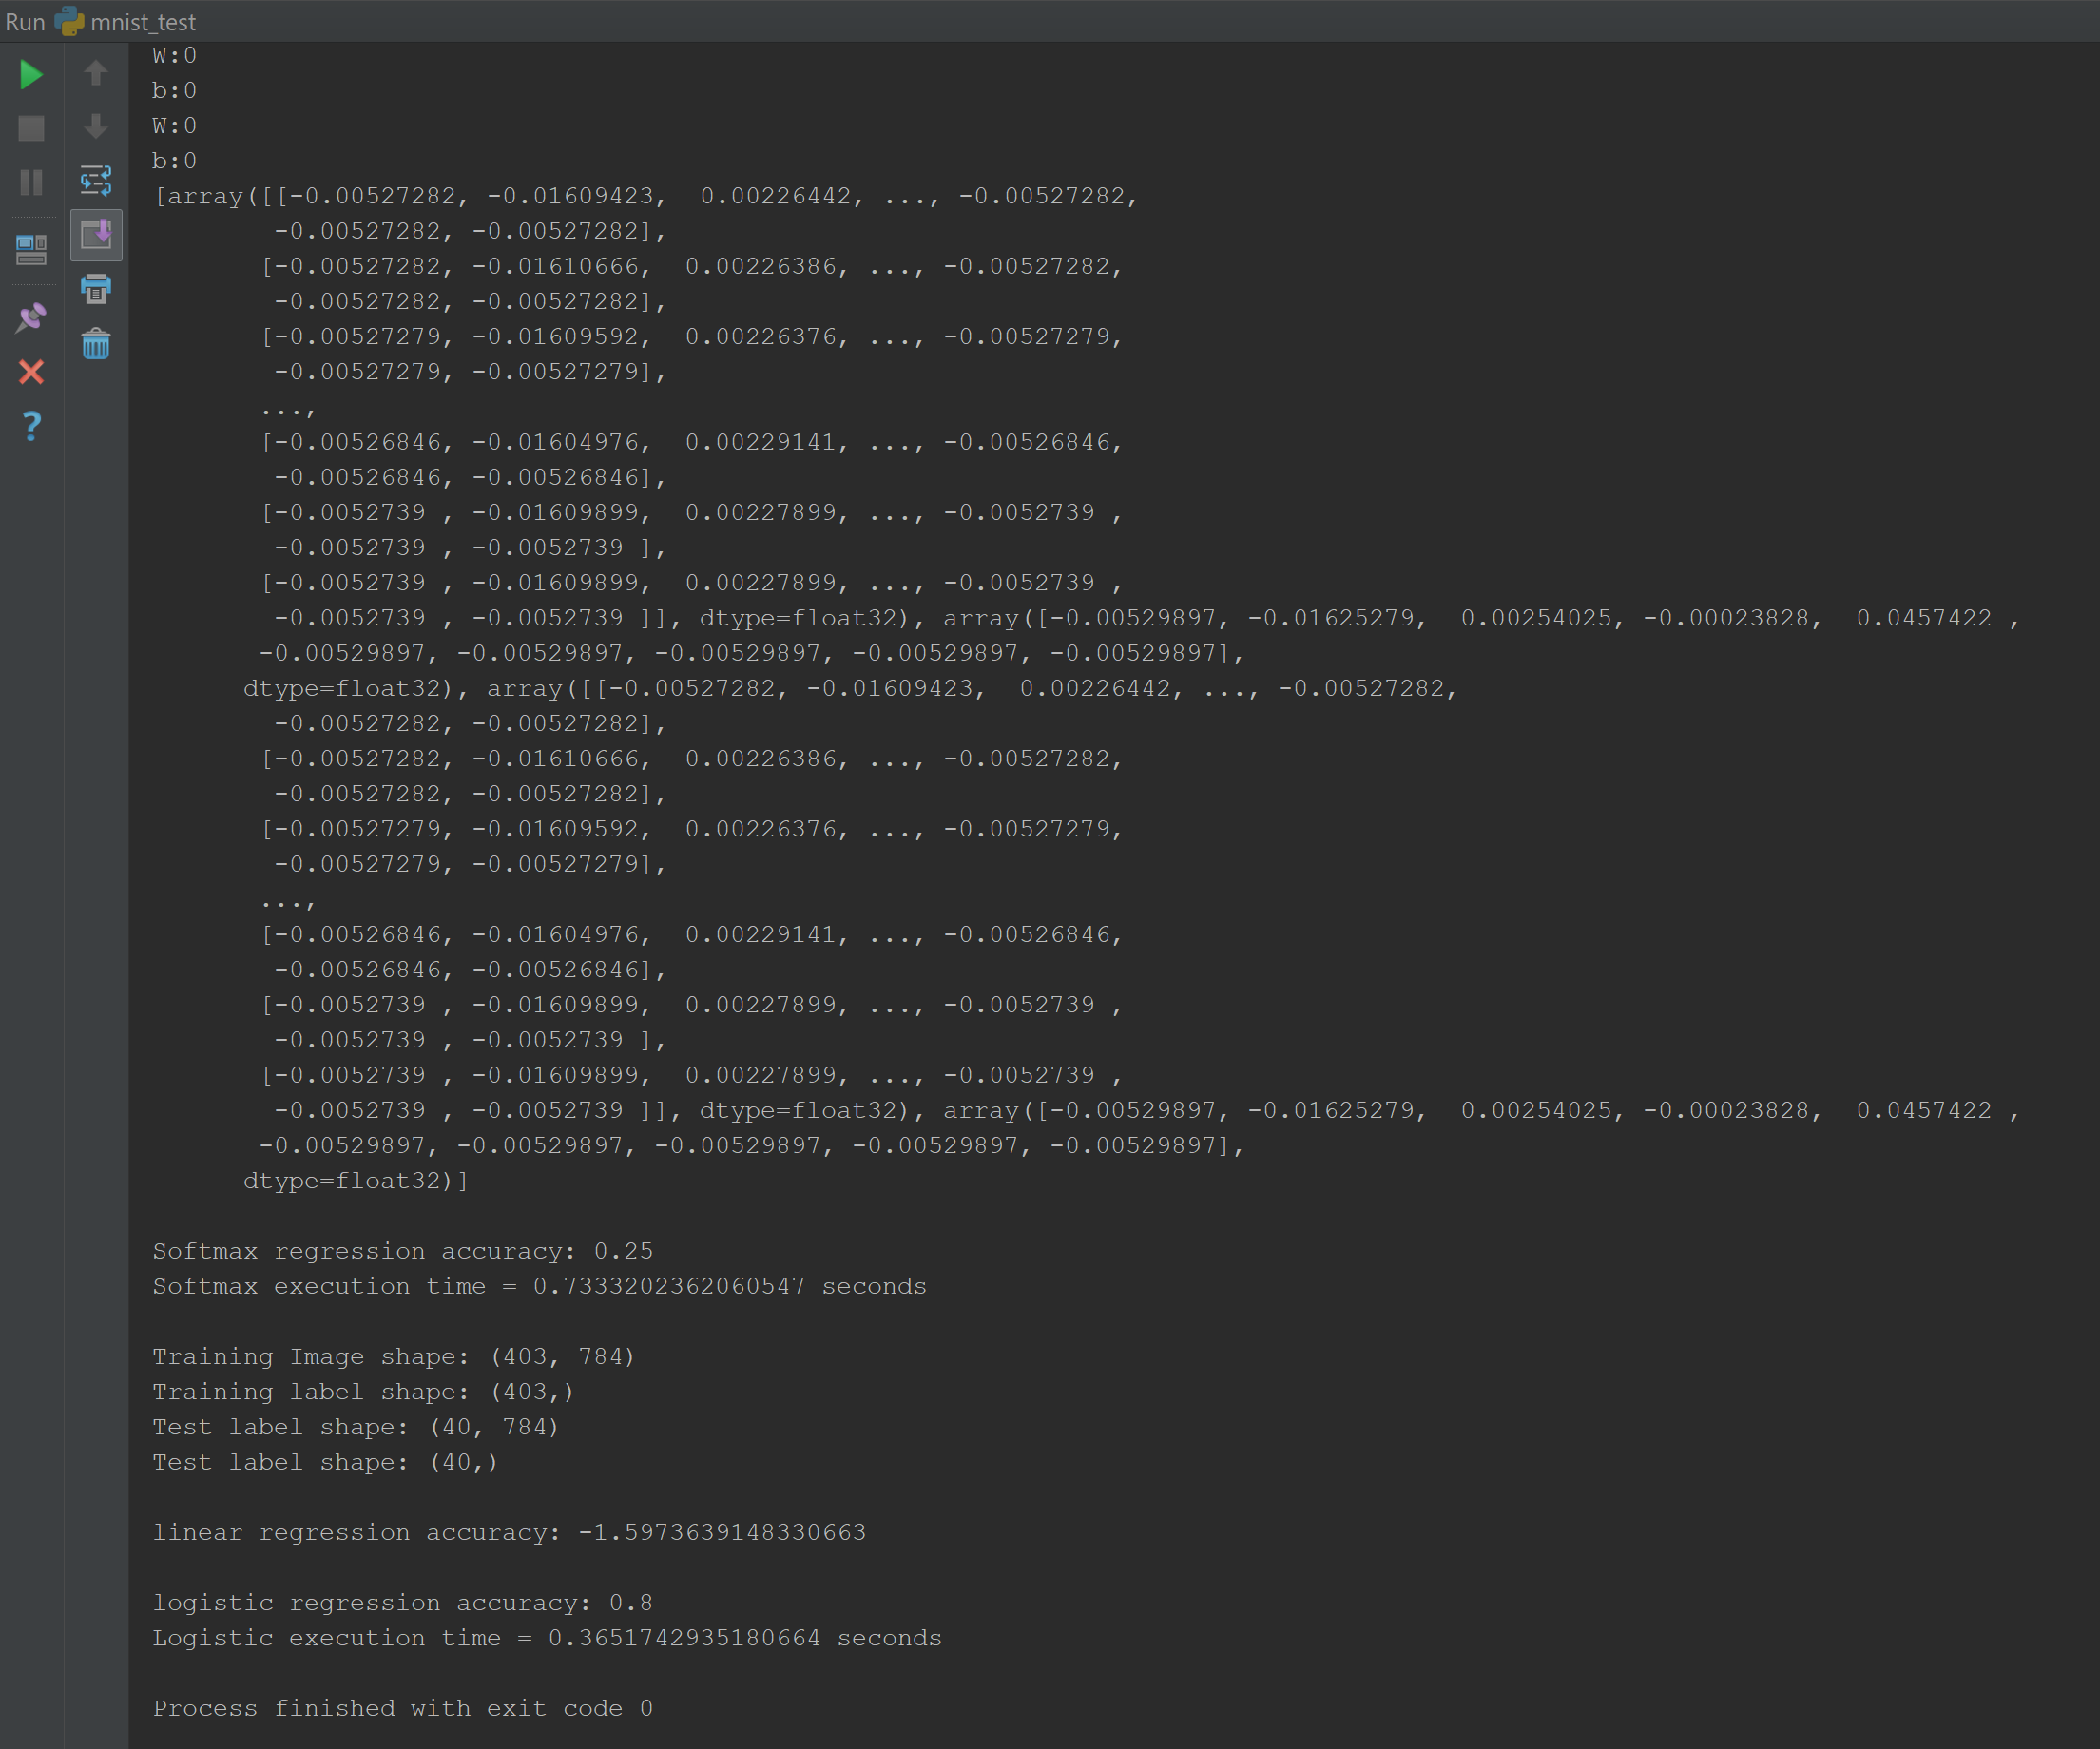 Run mnist_test
W:0
b:0
W:0
b:0
[array([[-0.00527282, -0.01609423,  0.00226442, ..., -0.00527282,
        -0.00527282, -0.00527282],
       [-0.00527282, -0.01610666,  0.00226386, ..., -0.00527282,
        -0.00527282, -0.00527282],
       [-0.00527279, -0.01609592,  0.00226376, ..., -0.00527279,
        -0.00527279, -0.00527279],
       ...,
       [-0.00526846, -0.01604976,  0.00229141, ..., -0.00526846,
        -0.00526846, -0.00526846],
       [-0.0052739 , -0.01609899,  0.00227899, ..., -0.0052739 ,
        -0.0052739 , -0.0052739 ],
       [-0.0052739 , -0.01609899,  0.00227899, ..., -0.0052739 ,
        -0.0052739 , -0.0052739 ]], dtype=float32), array([-0.00529897, -0.01625279,  0.00254025, -0.00023828,  0.0457422 ,
       -0.00529897, -0.00529897, -0.00529897, -0.00529897, -0.00529897],
      dtype=float32), array([[-0.00527282, -0.01609423,  0.00226442, ..., -0.00527282,
        -0.00527282, -0.00527282],
       [-0.00527282, -0.01610666,  0.00226386, ..., -0.00527282,
        -0.00527282, -0.00527282],
       [-0.00527279, -0.01609592,  0.00226376, ..., -0.00527279,
        -0.00527279, -0.00527279],
       ...,
       [-0.00526846, -0.01604976,  0.00229141, ..., -0.00526846,
        -0.00526846, -0.00526846],
       [-0.0052739 , -0.01609899,  0.00227899, ..., -0.0052739 ,
        -0.0052739 , -0.0052739 ],
       [-0.0052739 , -0.01609899,  0.00227899, ..., -0.0052739 ,
        -0.0052739 , -0.0052739 ]], dtype=float32), array([-0.00529897, -0.01625279,  0.00254025, -0.00023828,  0.0457422 ,
       -0.00529897, -0.00529897, -0.00529897, -0.00529897, -0.00529897],
      dtype=float32)]
Softmax regression accuracy: 0.25
Softmax execution time = 0.7333202362060547 seconds
Training Image shape: (403, 784)
Training label shape: (403,)
Test label shape: (40, 784)
Test label shape: (40,)
linear regression accuracy: -1.5973639148330663
logistic regression accuracy: 0.8
Logistic execution time = 0.3651742935180664 seconds
Process finished with exit code 0